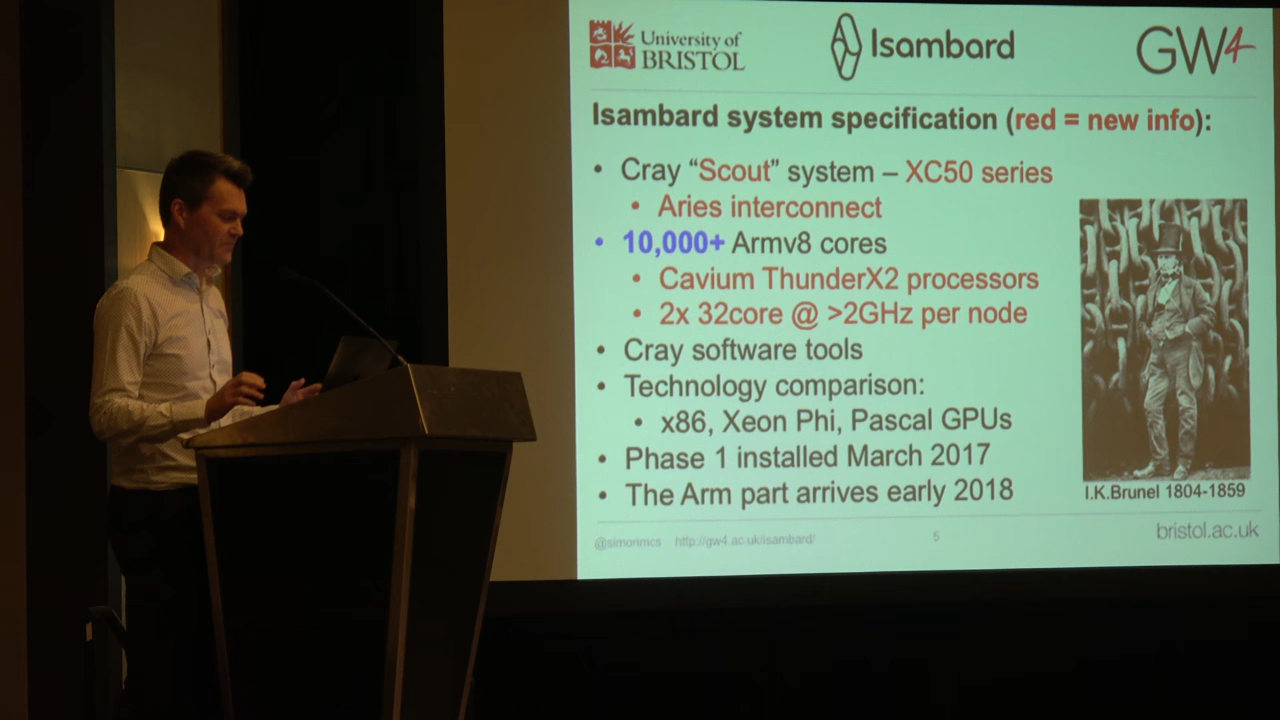 University of
BRISTOL
Isambard
GW4
Isambard system specification (red = new info):
• Cray “Scout” system – XC50 series
• Aries interconnect
• 10,000+ Armv8 cores
• Cavium ThunderX2 processors
• 2x 32core @ >2GHz per node
• Cray software tools
• Technology comparison:
• x86, Xeon Phi, Pascal GPUs
• Phase 1 installed March 2017
• The Arm part arrives early 2018
I.K.Brunel 1804-1859
@simonmcs http://gw4.ac.uk/isambard/
5
bristol.ac.uk